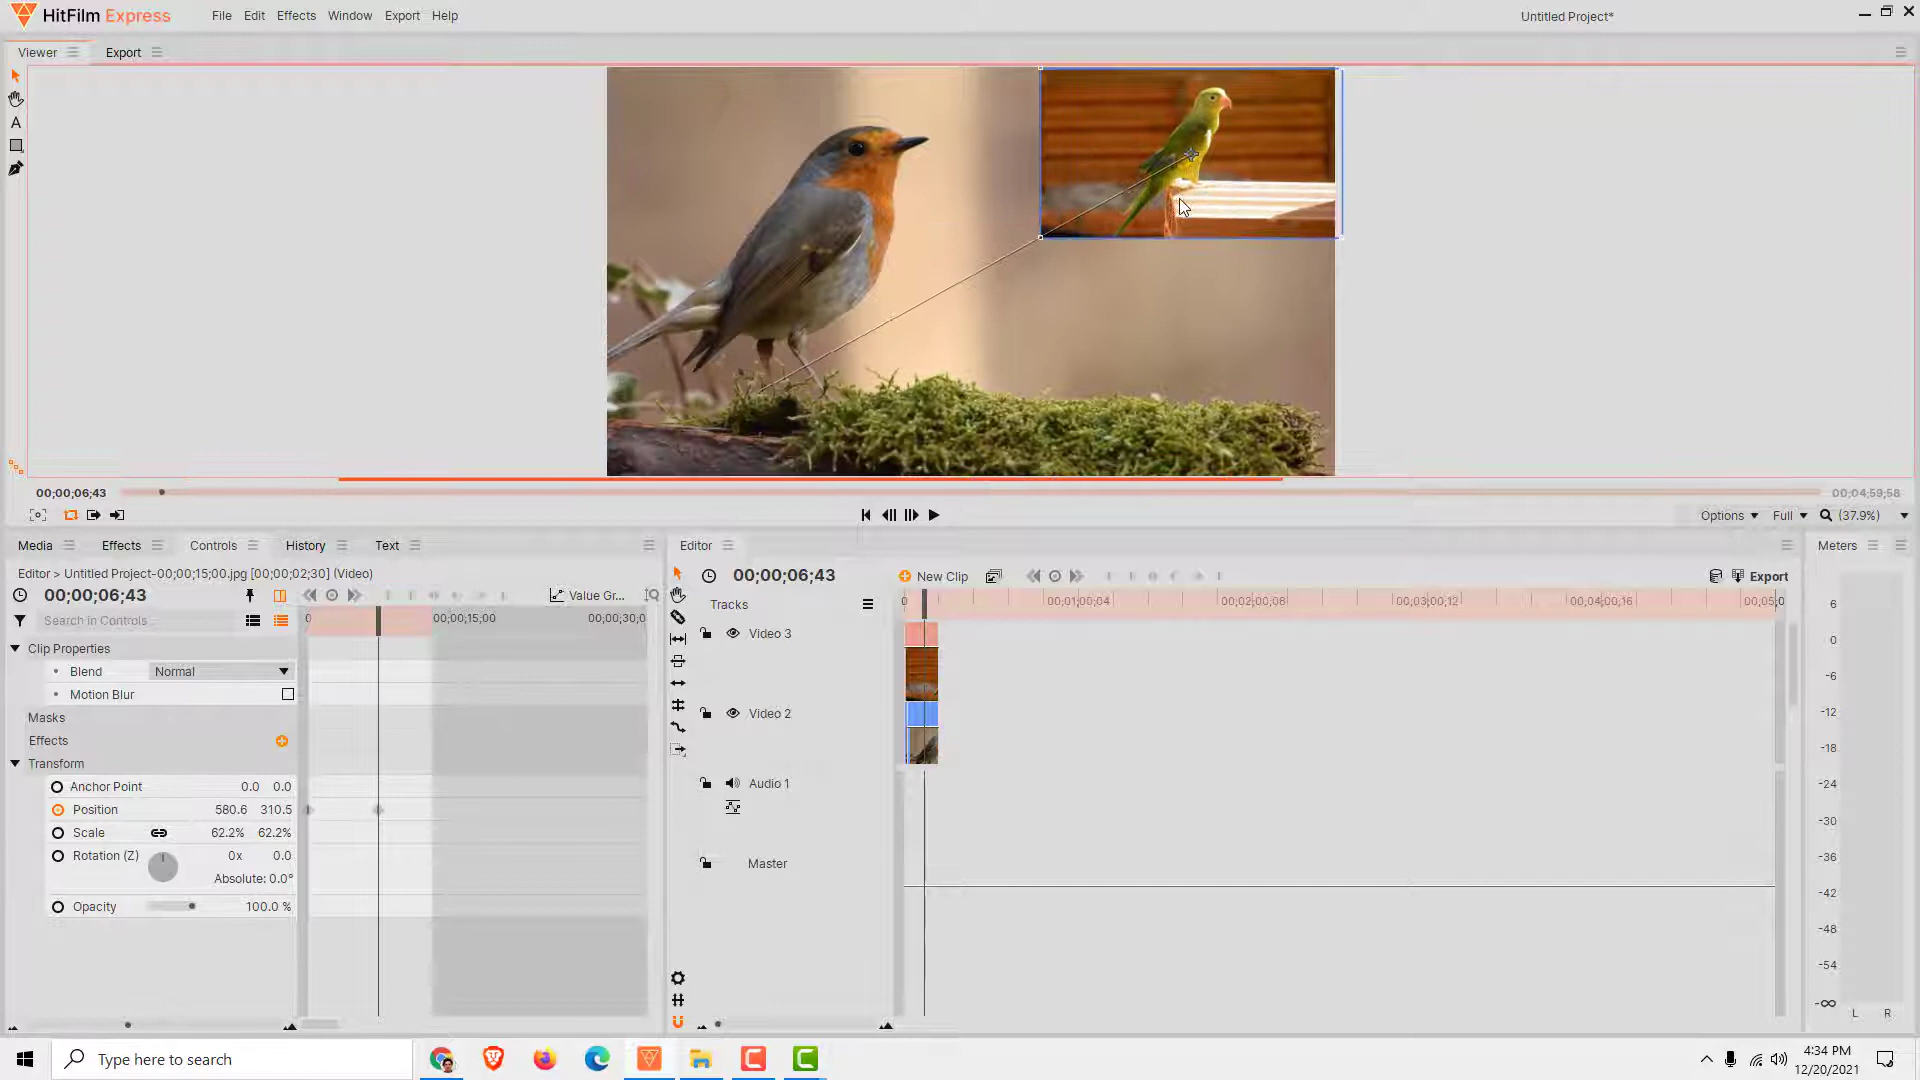 HitFilm Express
File Edit Effects Window Export Help
Untitled Project*
Viewer Export
A
00;00;06;43
00;04;59;58
Options Full (37.9%)
Media Effects Controls History Text
Editor
Meters
Editor > Untitled Project-00;00;15;00.jpg [00;00;02;30] (Video)
00;00;06;43
Value Gr...
00;00;06;43
New Clip
Export
Search in Controls...
0 00;00;15;00 00;00;30;0
Tracks
0 00;01;00;04 00;02;00;08 00;03;00;12 00;04;00;16 00;05;0
Clip Properties
Blend Normal
Motion Blur
Masks
Effects
Transform
Anchor Point 0.0 0.0
Position 580.6 310.5
Scale 62.2% 62.2%
Rotation (Z) 0x 0.0
Absolute: 0.0°
Opacity 100.0 %
Video 3
Video 2
Audio 1
Master
6
0
-6
-12
-18
-24
-30
-36
-42
-48
-54
-∞
L R
Type here to search
4:34 PM
12/20/2021